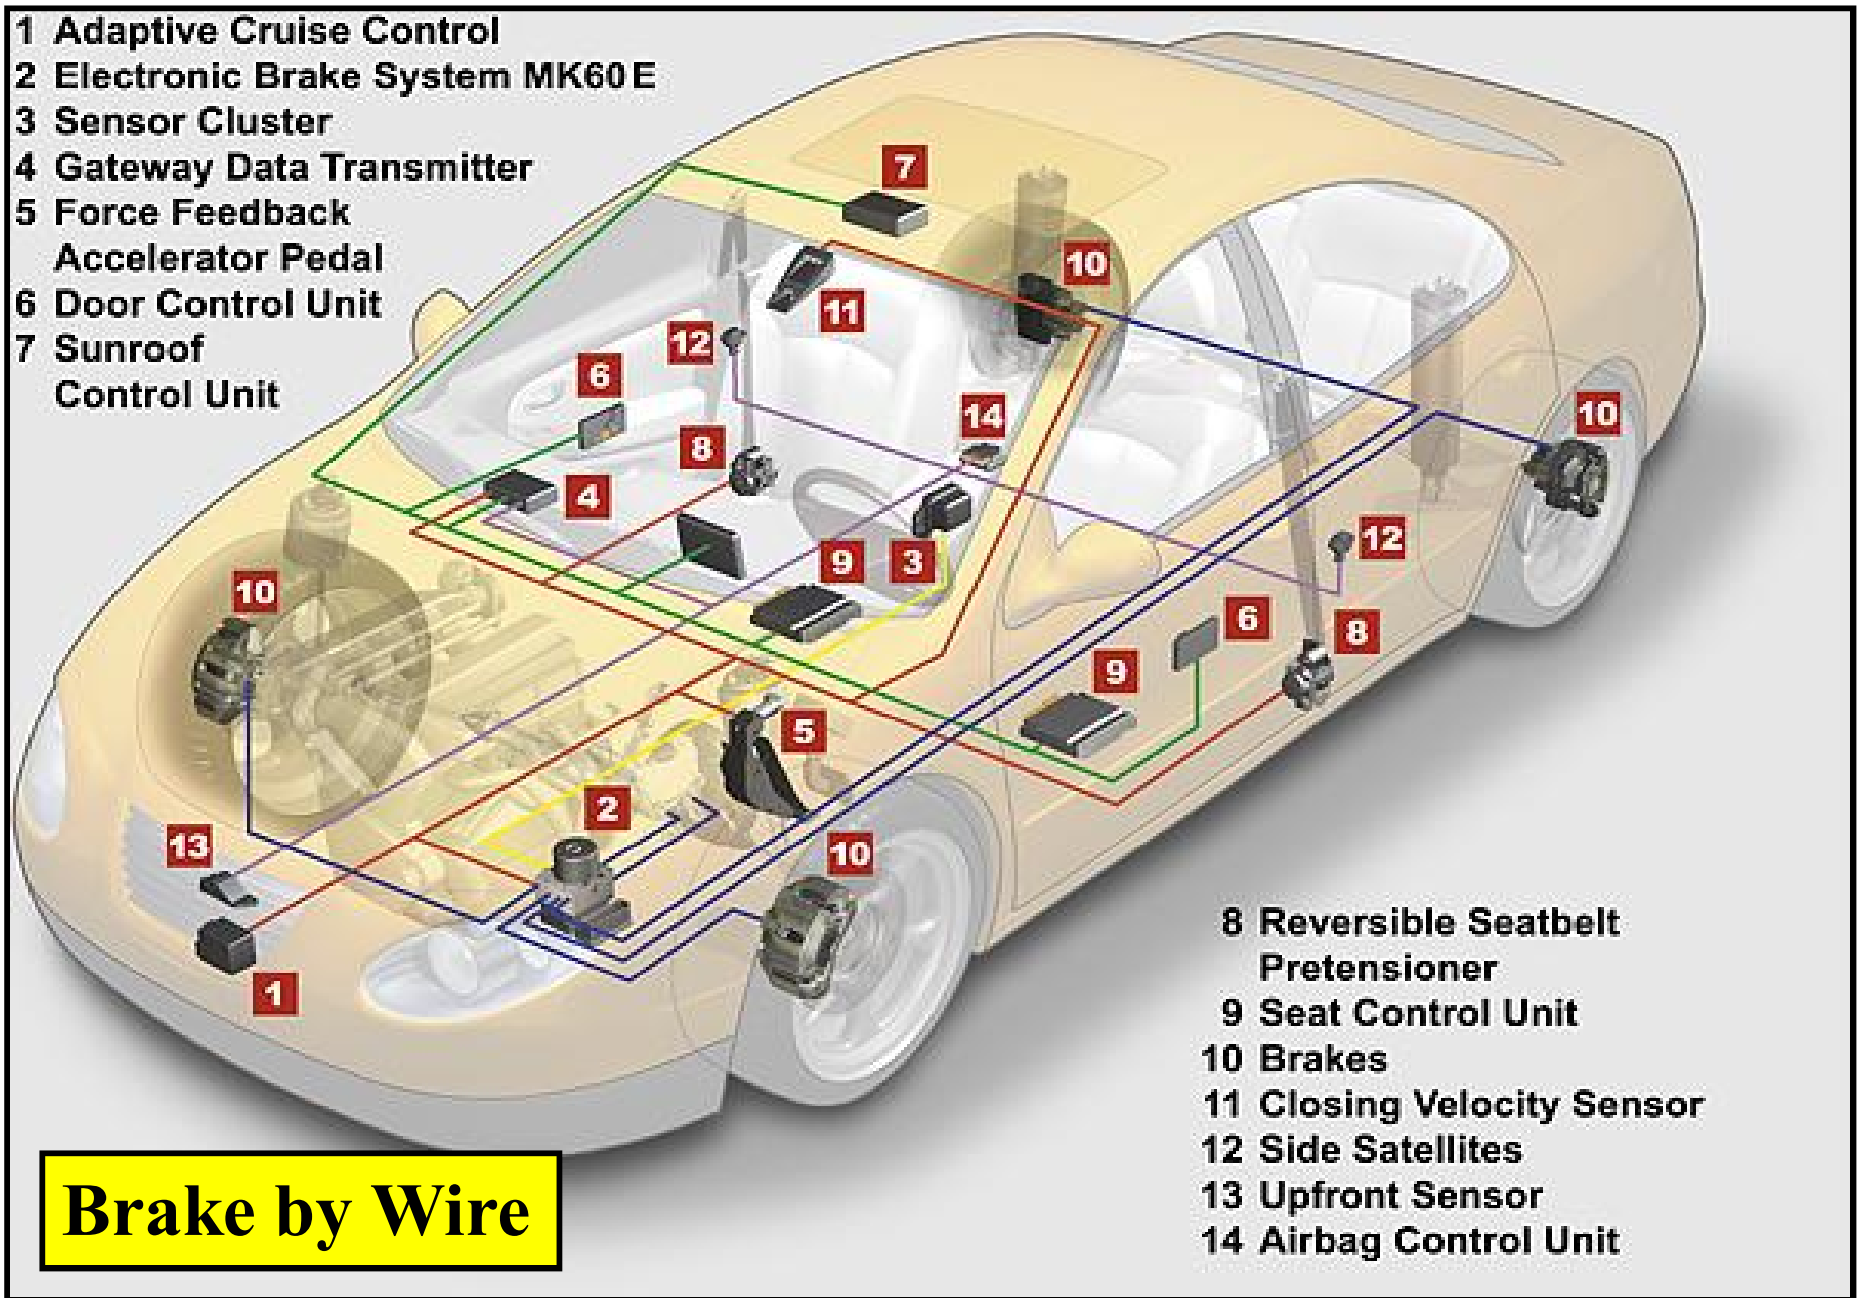 1 Adaptive Cruise Control
2 Electronic Brake System MK60E
3 Sensor Cluster
4 Gateway Data Transmitter
5 Force Feedback
Accelerator Pedal
6 Door Control Unit
7 Sunroof
Control Unit
7
10
11
12
6
14
10
8
4
12
9
3
10
6
8
9
5
2
13
10
1
8 Reversible Seatbelt
Pretensioner
9 Seat Control Unit
10 Brakes
11 Closing Velocity Sensor
12 Side Satellites
13 Upfront Sensor
14 Airbag Control Unit
Brake by Wire